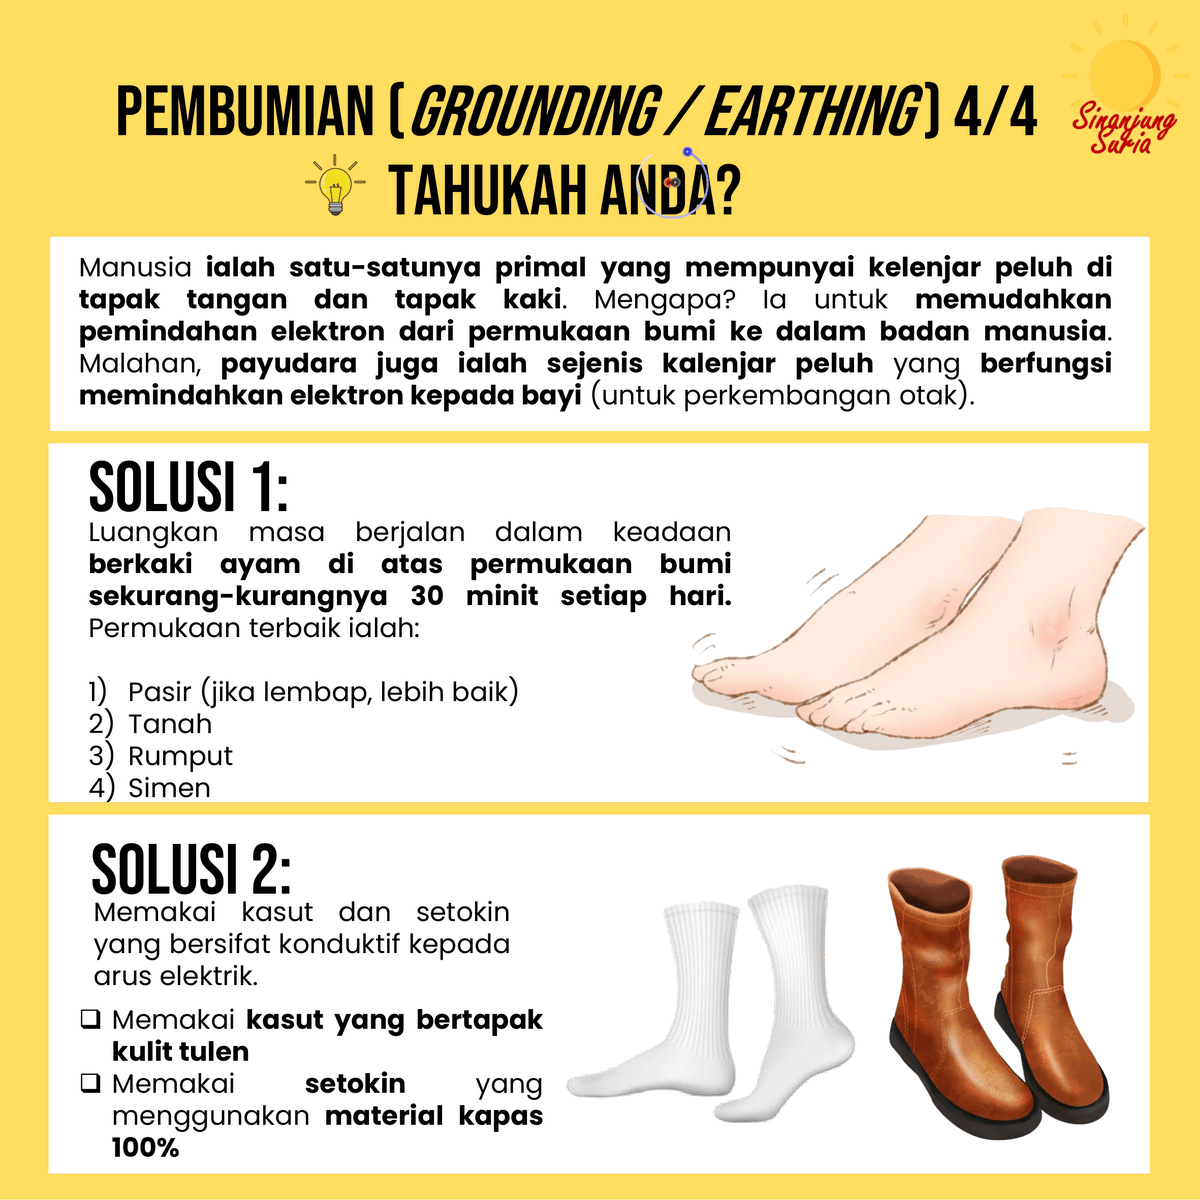 PEMBUMIAN (GROUNDING / EARTHING) 4/4
Sinanjung
Suria
TAHUKAH ANDA?
Manusia ialah satu-satunya primal yang mempunyai kelenjar peluh di
tapak tangan dan tapak kaki. Mengapa? Ia untuk memudahkan
pemindahan elektron dari permukaan bumi ke dalam badan manusia.
Malahan, payudara juga ialah sejenis kalenjar peluh yang berfungsi
memindahkan elektron kepada bayi (untuk perkembangan otak).
SOLUSI 1:
Luangkan masa berjalan dalam keadaan
berkaki ayam di atas permukaan bumi
sekurang-kurangnya 30 minit setiap hari.
Permukaan terbaik ialah:
1) Pasir (jika lembap, lebih baik)
2) Tanah
3) Rumput
4) Simen
SOLUSI 2:
Memakai kasut dan setokin
yang bersifat konduktif kepada
arus elektrik.
❑ Memakai kasut yang bertapak
kulit tulen
❑ Memakai setokin yang
menggunakan material kapas
100%